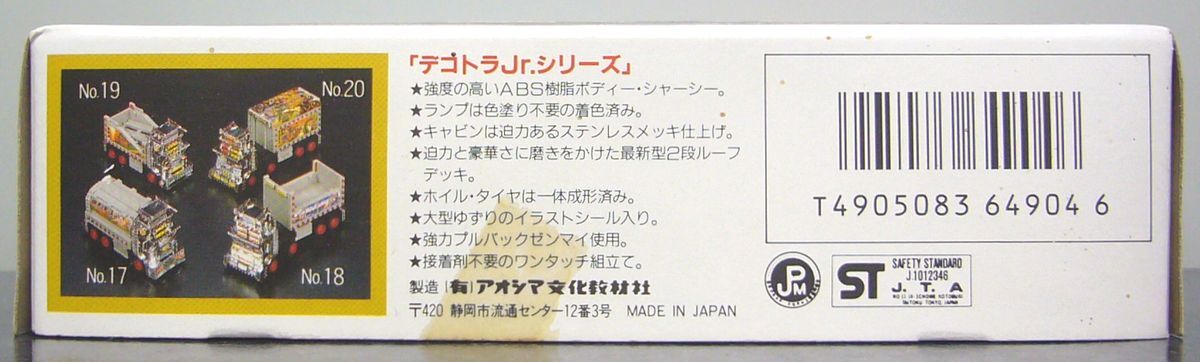 No.19
No.20
No.17
No.18
「デコトラJr.シリーズ」
★強度の高いABS樹脂ボディー・シャーシー。
★ランプは色塗り不要の着色済み。
★キャビンは迫力あるステンレスメッキ仕上げ。
★迫力と豪華さに磨きをかけた最新型2段ルーフ
デッキ。
★ホイル・タイヤは一体成形済み。
★大型ゆずりのイラストシール入り。
★強力プルバックゼンマイ使用。
★接着剤不要のワンタッチ組立て。
製造 (有)アオシマ文化教材社
〒420 静岡市流通センター12番3号 MADE IN JAPAN
T4905083 64904 6
JPM
ST
SAFETY STANDARD
J.1012346
J. T. A